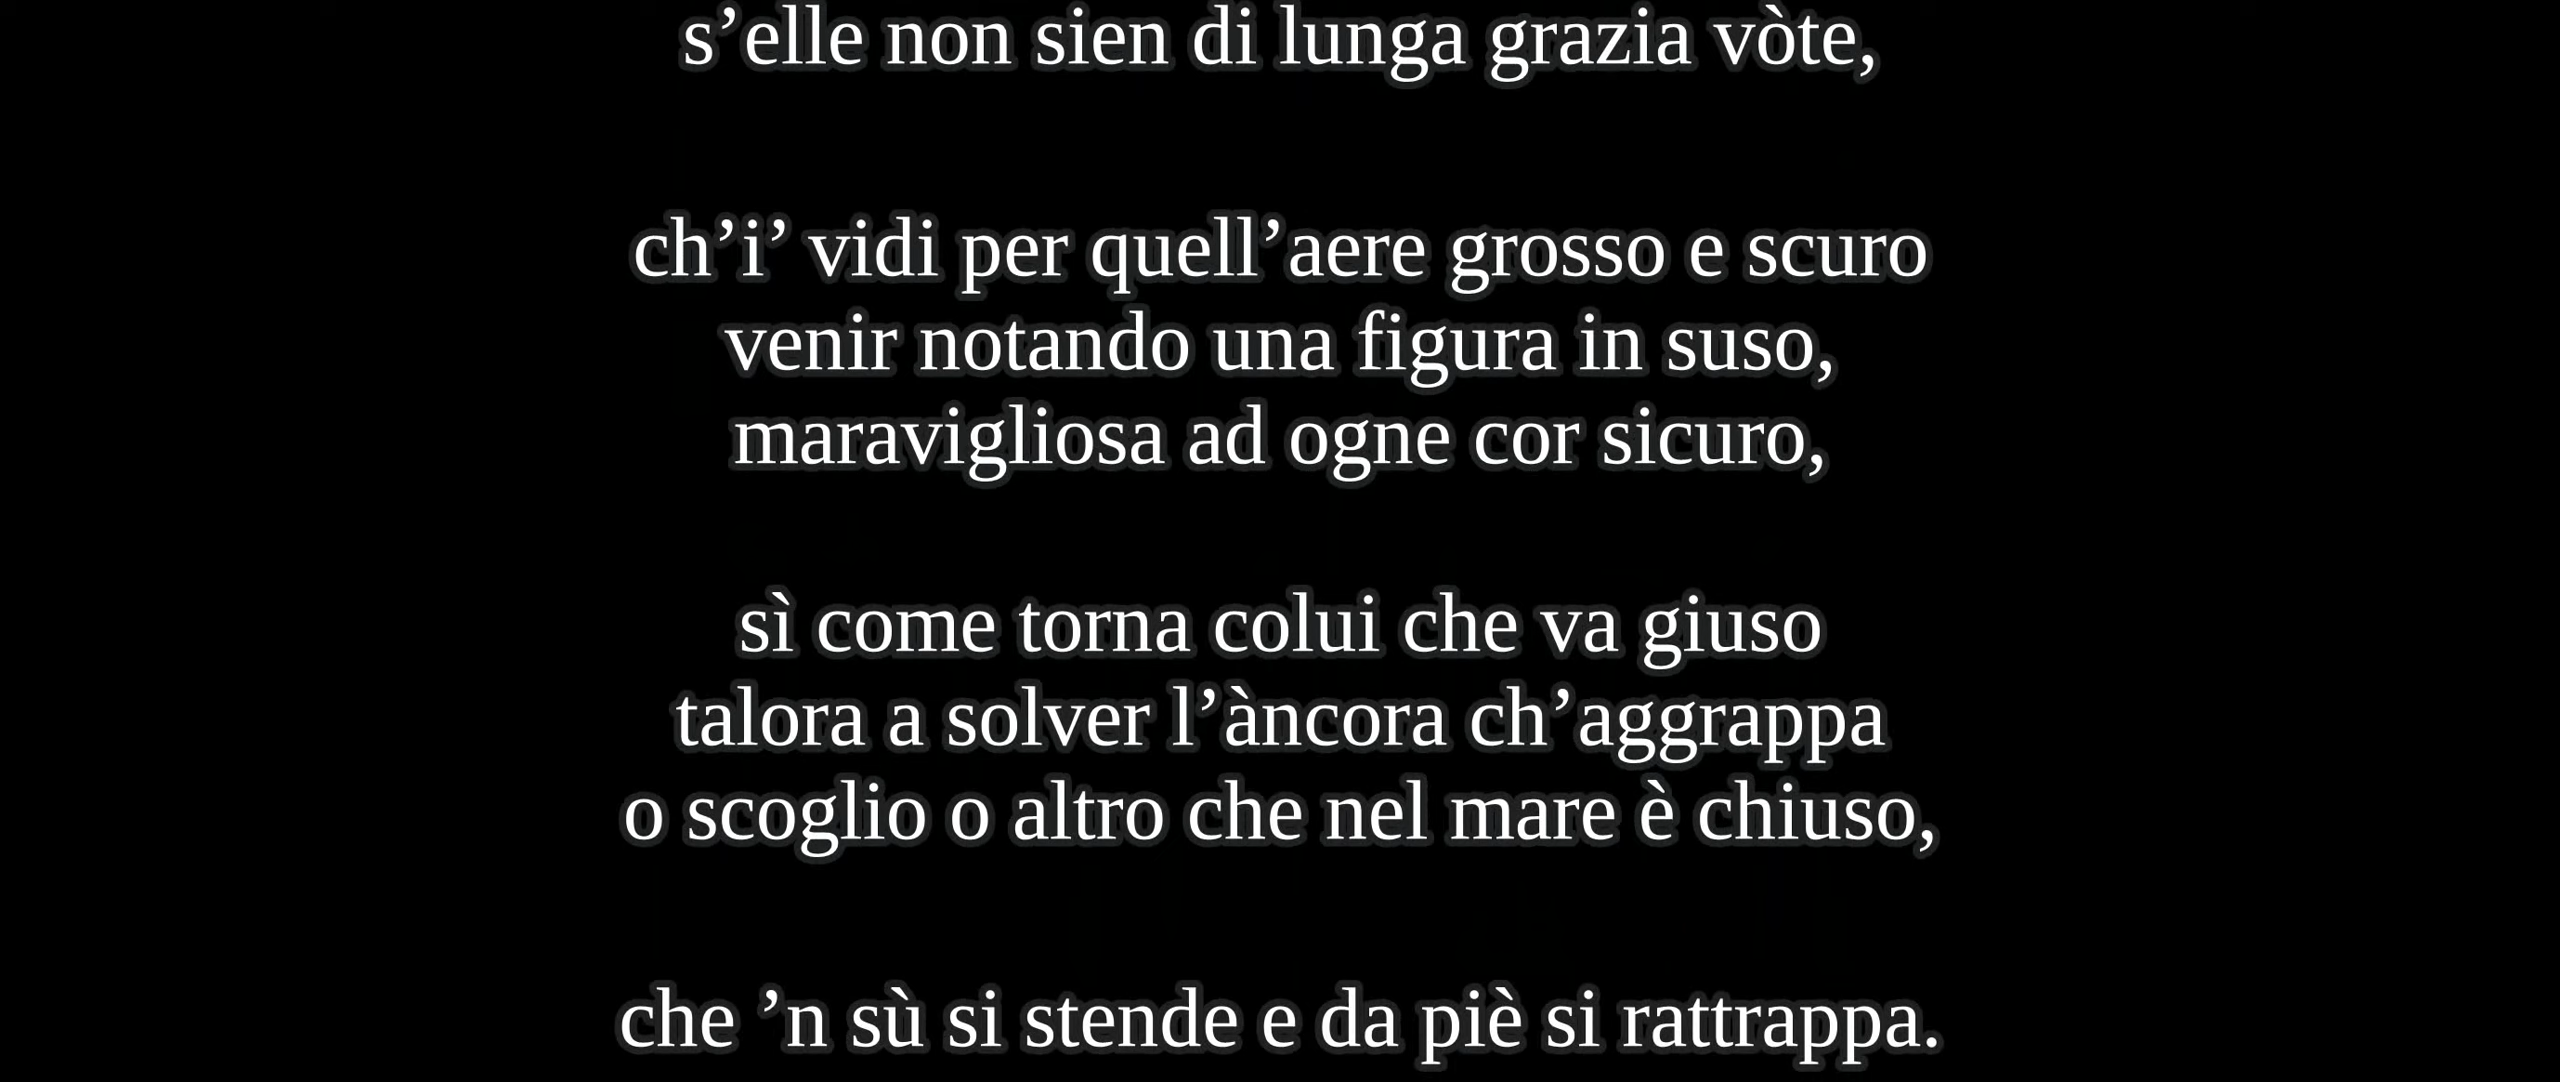 s’elle non sien di lunga grazia vòte,
ch’i’ vidi per quell’aere grosso e scuro
venir notando una figura in suso,
maravigliosa ad ogne cor sicuro,
sì come torna colui che va giuso
talora a solver l’àncora ch’aggrappa
o scoglio o altro che nel mare è chiuso,
che ’n sù si stende e da piè si rattrappa.